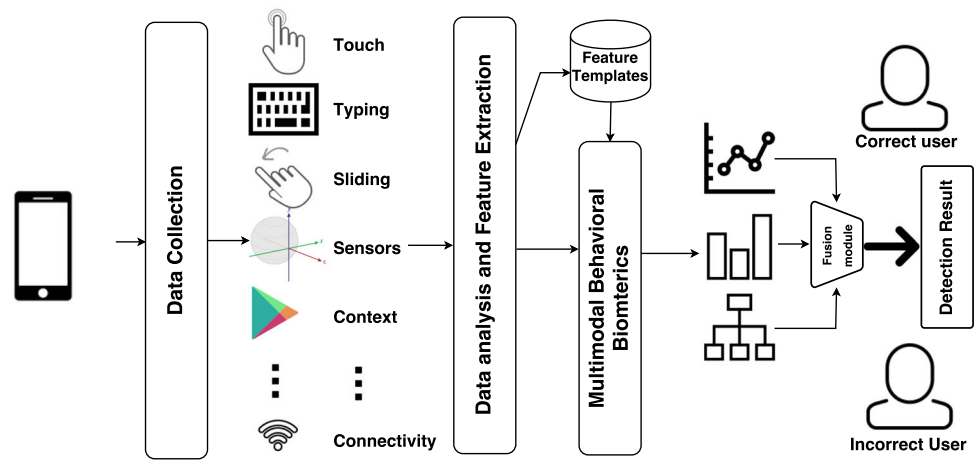 Data Collection
Touch
Typing
Sliding
Sensors
Context
Connectivity
Data analysis and Feature Extraction
Feature
Templates
Multimodal Behavioral
Biomterics
Fusion
module
Correct user
Detection Result
Incorrect User